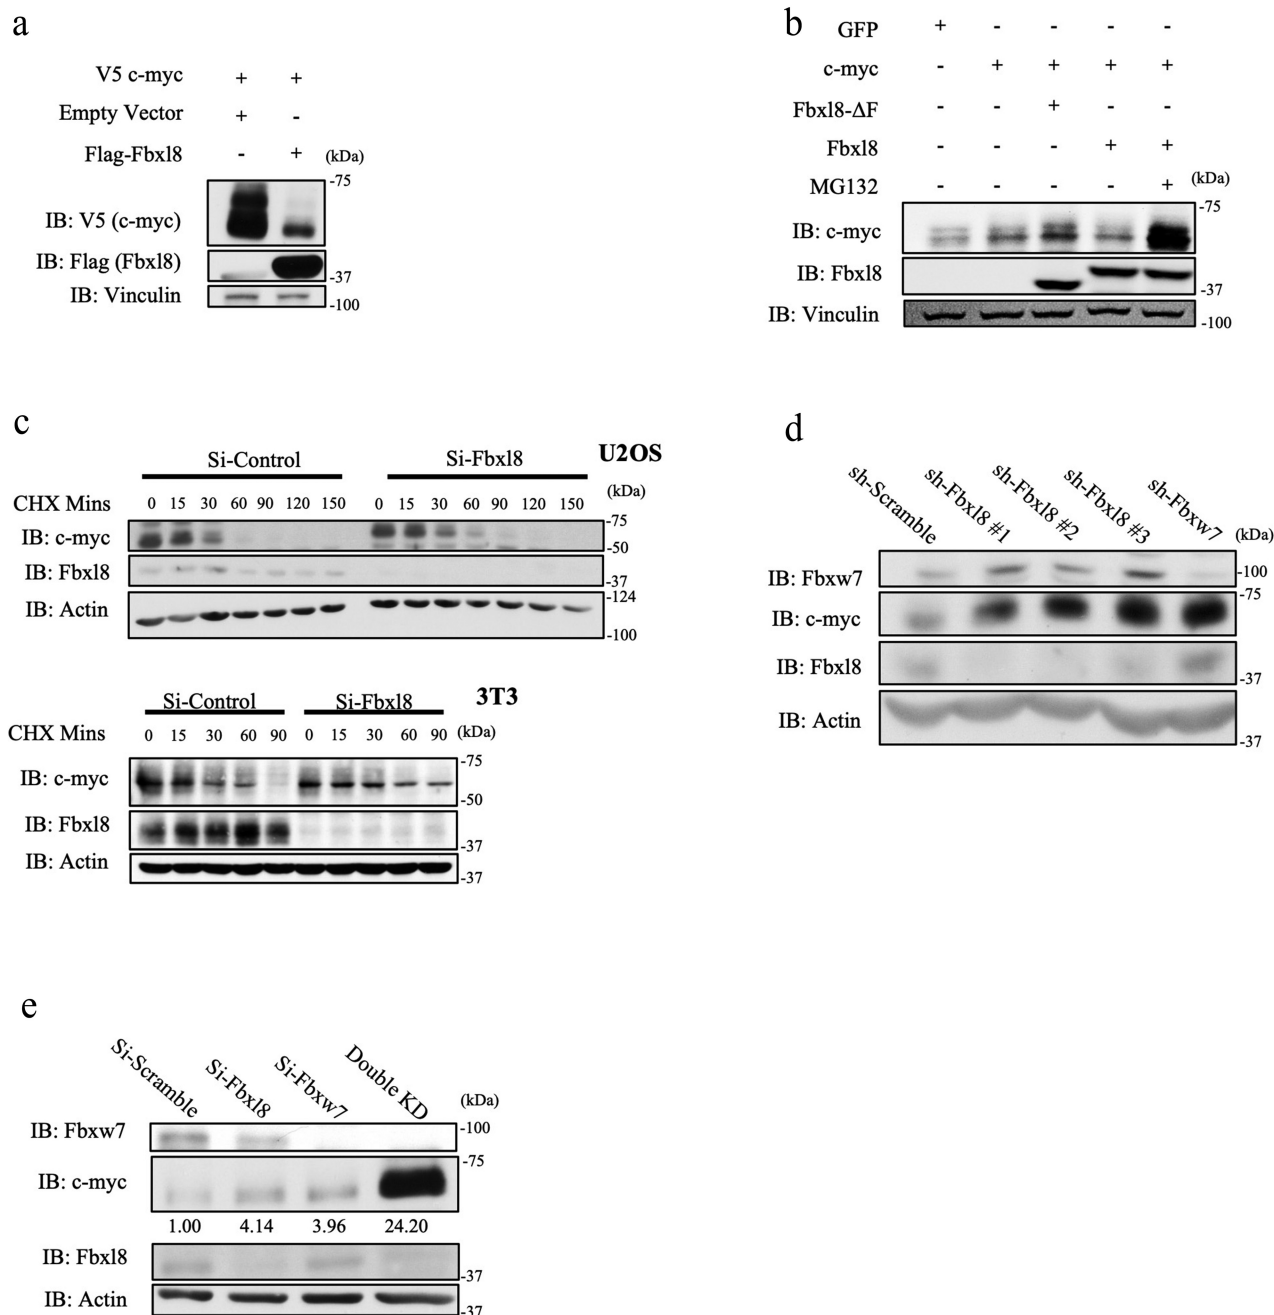 a
V5 c-myc + +
Empty Vector + -
Flag-Fbxl8 - + (kDa)
-75
IB: V5 (c-myc)
IB: Flag (Fbxl8)
-37
IB: Vinculin
-100
b
GFP + - - - -
c-myc - + + + +
Fbxl8-ΔF - - + - -
Fbxl8 - - - + +
MG132 - - - - + (kDa)
-75
IB: c-myc
IB: Fbxl8
-37
IB: Vinculin
-100
c
Si-Control Si-Fbxl8 U2OS
(kDa)
CHX Mins 0 15 30 60 90 120 150 0 15 30 60 90 120 150
-75
IB: c-myc
-50
IB: Fbxl8
-37
-124
IB: Actin
-100
Si-Control Si-Fbxl8 3T3
CHX Mins 0 15 30 60 90 0 15 30 60 90 (kDa)
-75
IB: c-myc
-50
IB: Fbxl8
-37
IB: Actin
-37
d
sh-Scramble sh-Fbxl8 #1 sh-Fbxl8 #2 sh-Fbxl8 #3 sh-Fbxw7
(kDa)
IB: Fbxw7 -100
-75
IB: c-myc
IB: Fbxl8
-37
IB: Actin
-37
e
Si-Scramble Si-Fbxl8 Si-Fbxw7 Double KD
(kDa)
IB: Fbxw7 -100
-75
IB: c-myc
1.00 4.14 3.96 24.20
IB: Fbxl8
-37
IB: Actin
-37